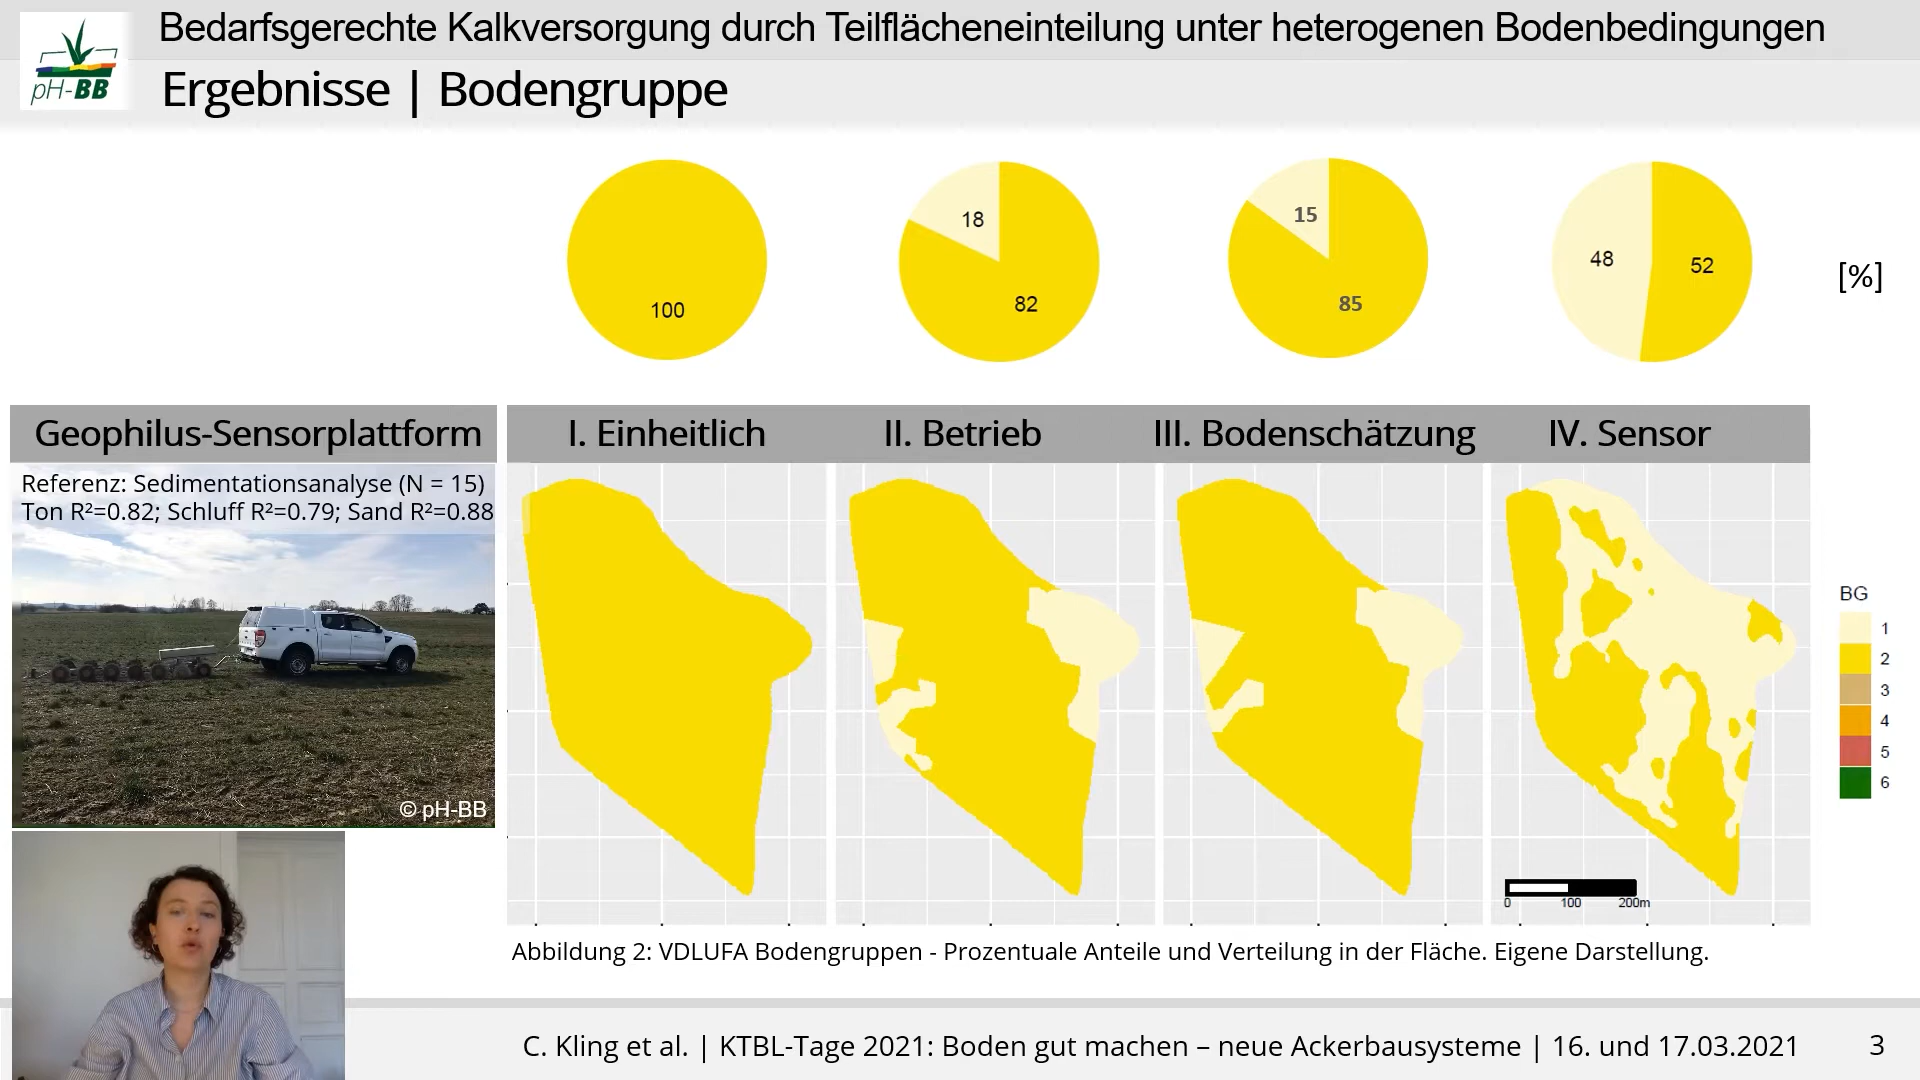 Bedarfsgerechte Kalkversorgung durch Teilflächeneinteilung unter heterogenen Bodenbedingungen
pH-BB
Ergebnisse | Bodengruppe
100
18
82
15
85
48
52
[%]
Geophilus-Sensorplattform
I. Einheitlich
II. Betrieb
III. Bodenschätzung
IV. Sensor
Referenz: Sedimentationsanalyse (N = 15)
Ton R²=0.82; Schluff R²=0.79; Sand R²=0.88
© pH-BB
BG
1
2
3
4
5
6
0 100 200m
Abbildung 2: VDLUFA Bodengruppen - Prozentuale Anteile und Verteilung in der Fläche. Eigene Darstellung.
C. Kling et al. | KTBL-Tage 2021: Boden gut machen – neue Ackerbausysteme | 16. und 17.03.2021
3